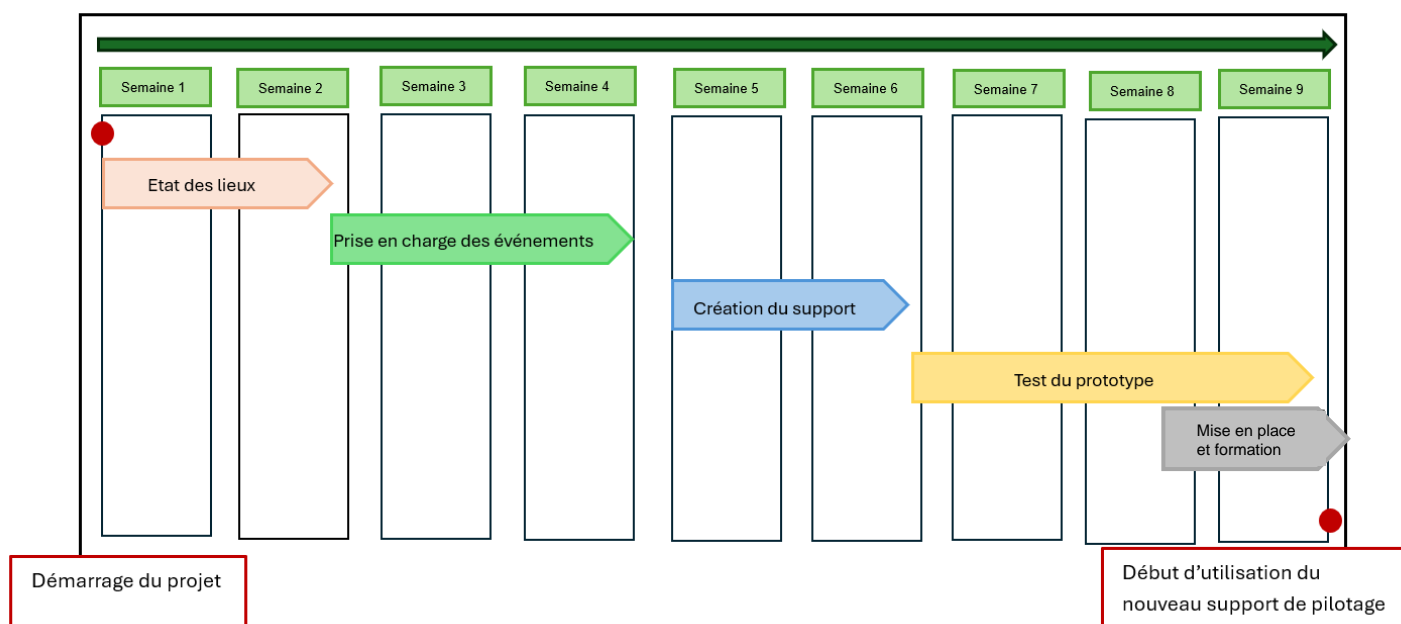 Semaine 1
Semaine 2
Semaine 3
Semaine 4
Semaine 5
Semaine 6
Semaine 7
Semaine 8
Semaine 9
Etat des lieux
Prise en charge des événements
Création du support
Test du prototype
Mise en place
et formation
Démarrage du projet
Début d’utilisation du
nouveau support de pilotage